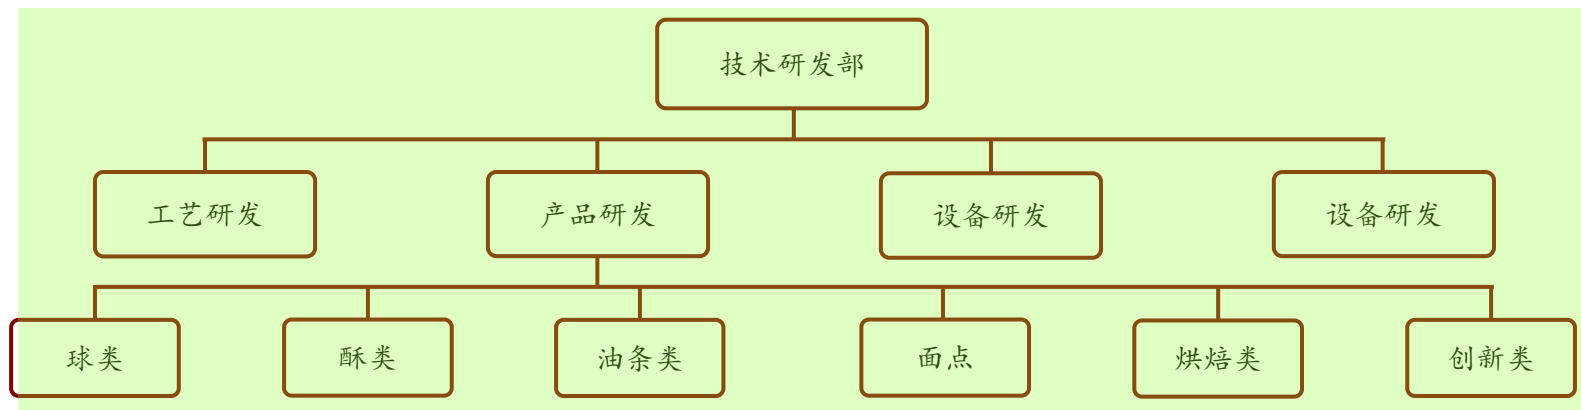 技术研发部
工艺研发
产品研发
设备研发
设备研发
球类
酥类
油条类
面点
烘焙类
创新类